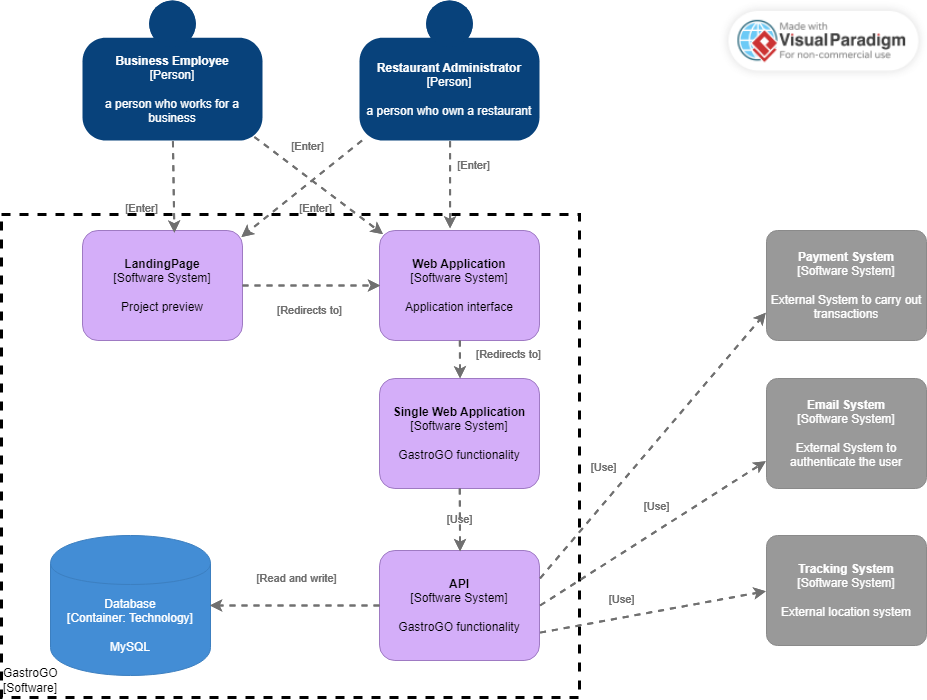 Made with
VisualParadigm
For non-commercial use
Business Employee
[Person]
a person who works for a
business
Restaurant Administrator
[Person]
a person who own a restaurant
[Enter]
[Enter]
[Enter]
[Enter]
LandingPage
[Software System]
Project preview
[Redirects to]
Web Application
[Software System]
Application interface
Payment System
[Software System]
External System to carry out
transactions
[Redirects to]
Single Web Application
[Software System]
GastroGO functionality
Email System
[Software System]
External System to
authenticate the user
[Use]
[Use]
[Use]
Database
[Container: Technology]
MySQL
[Read and write]
API
[Software System]
GastroGO functionality
[Use]
Tracking System
[Software System]
External location system
GastroGO
[Software]